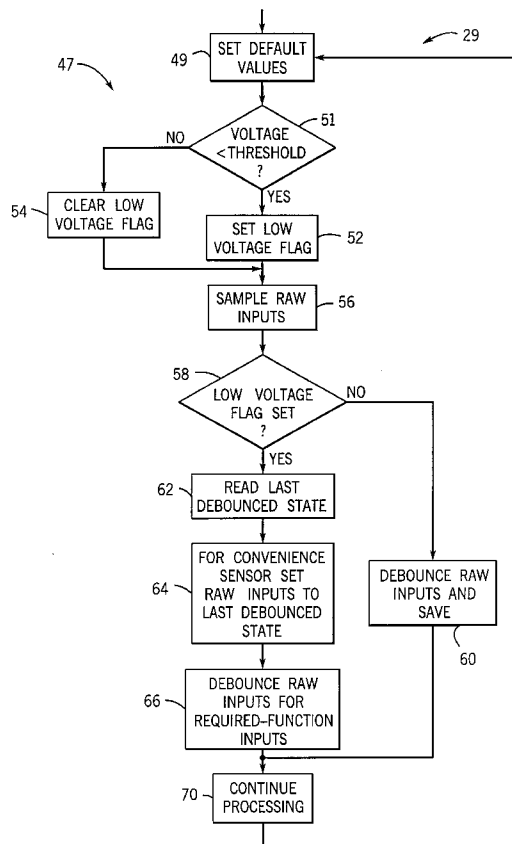 29
47
49
SET DEFAULT
VALUES
51
VOLTAGE
<THRESHOLD
?
NO
YES
54
CLEAR LOW
VOLTAGE FLAG
SET LOW
VOLTAGE FLAG
52
SAMPLE RAW
INPUTS
56
58
LOW VOLTAGE
FLAG SET
?
NO
YES
62
READ LAST
DEBOUNCED STATE
64
FOR CONVENIENCE
SENSOR SET
RAW INPUTS TO
LAST DEBOUNCED
STATE
DEBOUNCE RAW
INPUTS AND
SAVE
60
66
DEBOUNCE RAW
INPUTS FOR
REQUIRED-FUNCTION
INPUTS
70
CONTINUE
PROCESSING